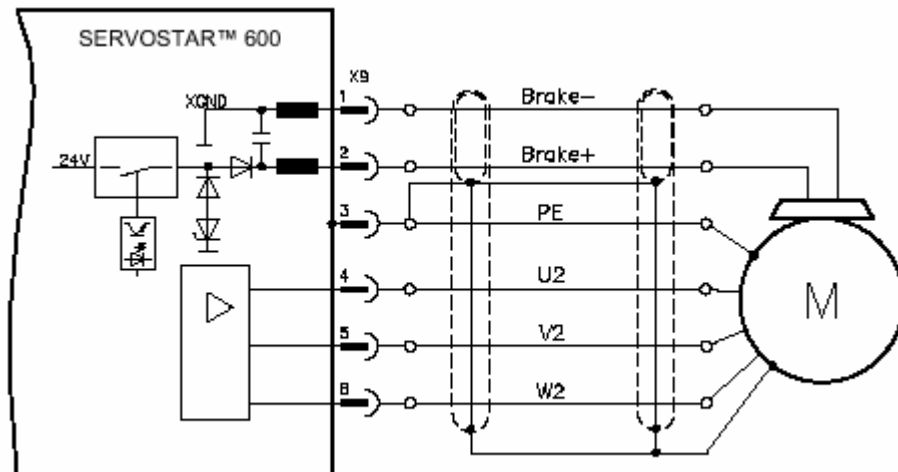 SERVOSTAR™ 600
X9
XGND
1
Brake-
24V
2
Brake+
3
PE
4
U2
M
5
V2
6
W2